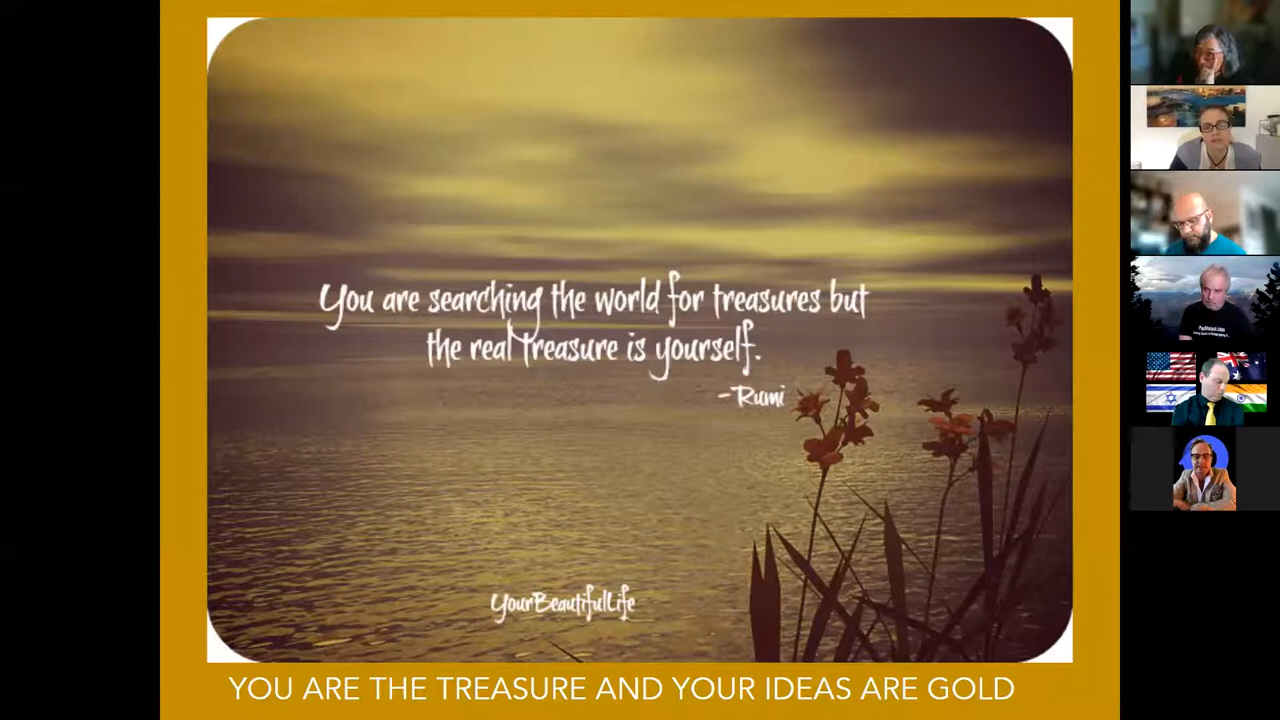 You are searching the world for treasures but
the real treasure is yourself.
-Rumi
YourBeautifulLife
YOU ARE THE TREASURE AND YOUR IDEAS ARE GOLD